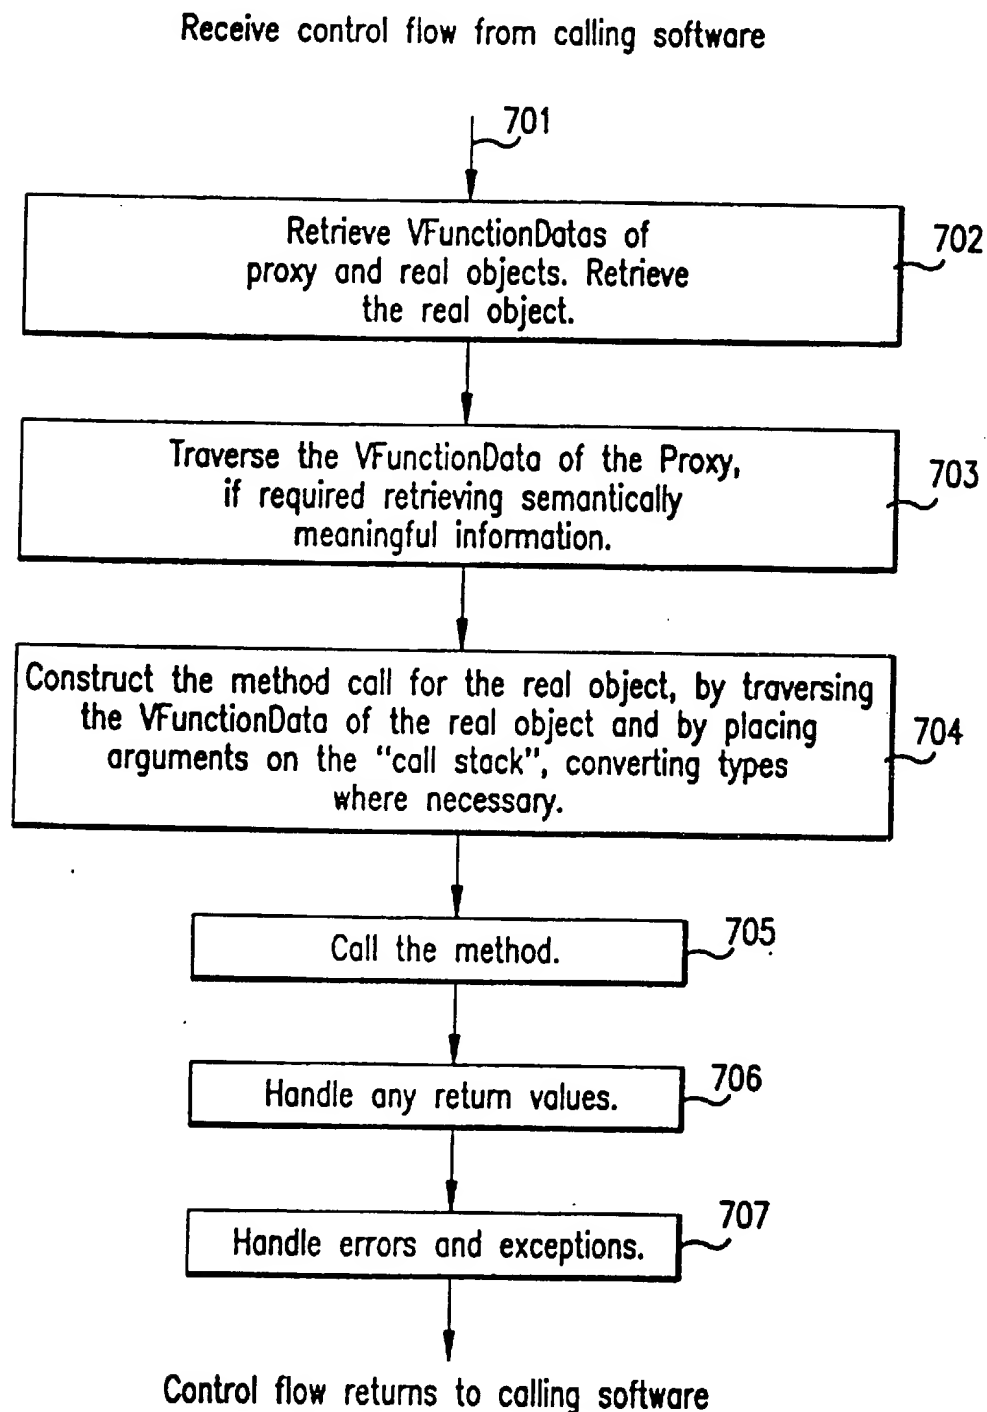 Receive control flow from calling software
701
Retrieve VFunctionDatas of
proxy and real objects. Retrieve
the real object.
702
Traverse the VFunctionData of the Proxy,
if required retrieving semantically
meaningful information.
703
Construct the method call for the real object, by traversing
the VFunctionData of the real object and by placing
arguments on the "call stack", converting types
where necessary.
704
Call the method.
705
Handle any return values.
706
Handle errors and exceptions.
707
Control flow returns to calling software